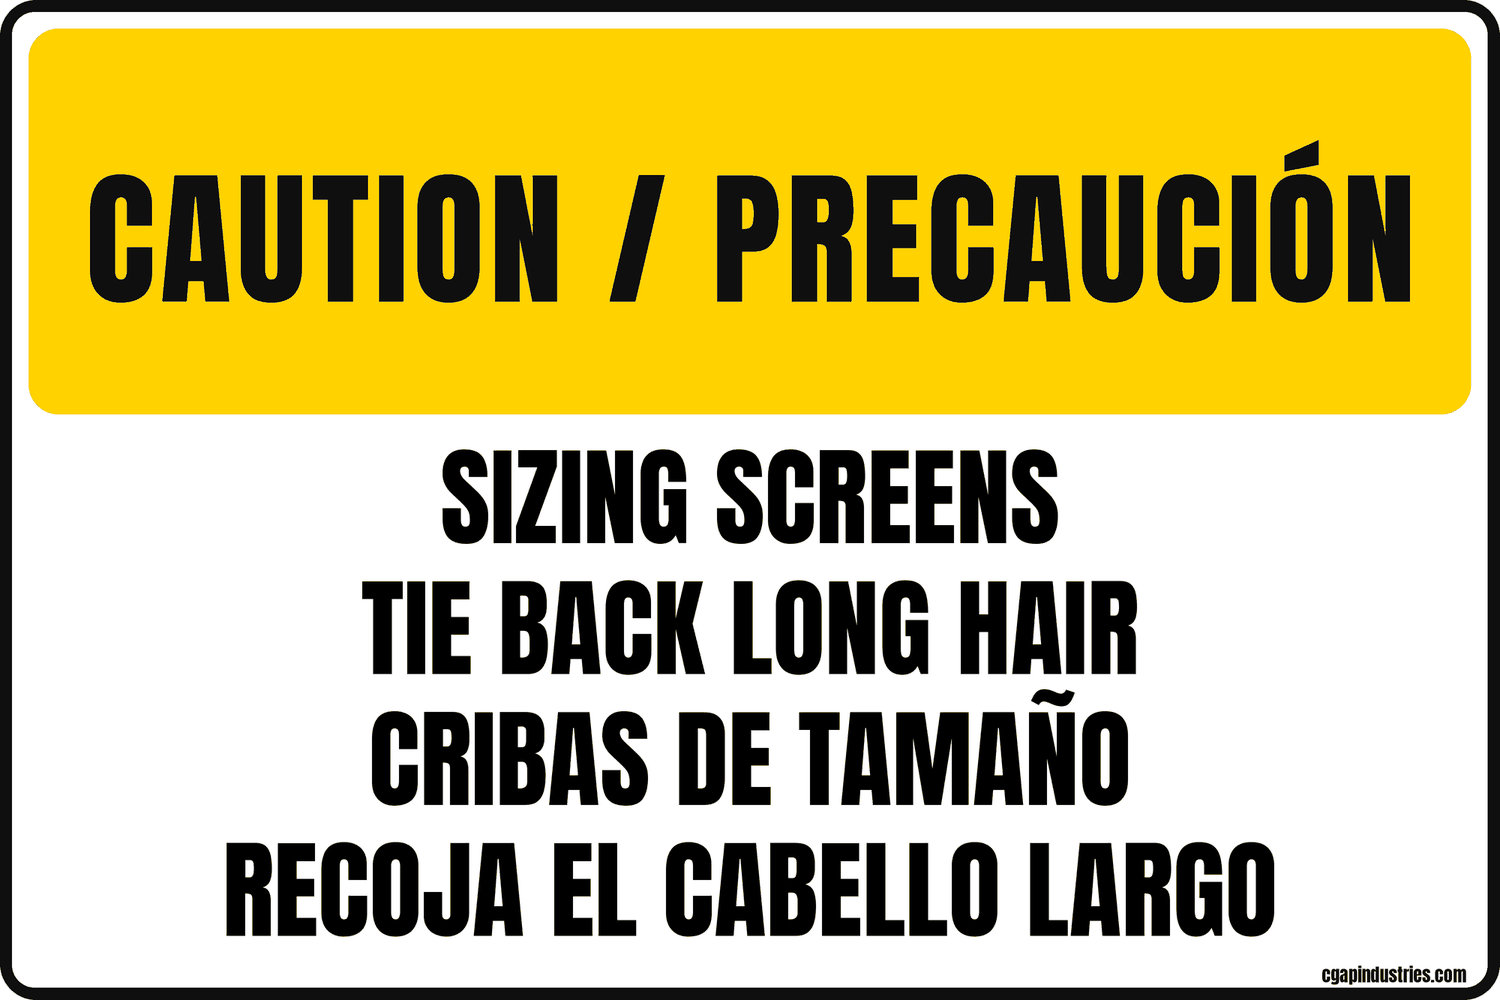 CAUTION / PRECAUCIÓN
SIZING SCREENS
TIE BACK LONG HAIR
CRIBAS DE TAMAÑO
RECOJA EL CABELLO LARGO
cgapindustries.com